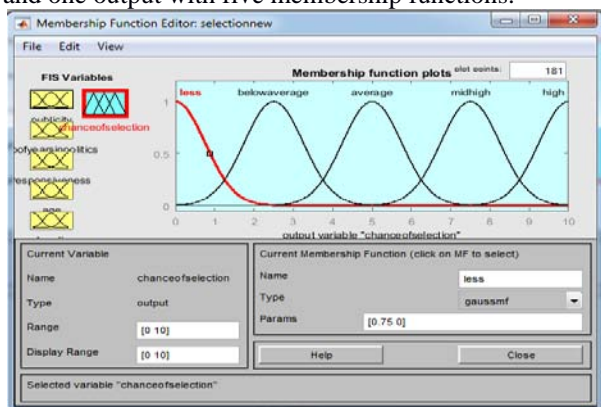 and one output with five membership functions.
Membership Function Editor: selectionnew
File Edit View
FIS Variables
Membership function plots plot points: 181
publicity
chanceofselection
ofyearsinpolitics
responsiveness
age
less belowaverage average midhigh high
1
0.5
0
0 1 2 3 4 5 6 7 8 9 10
output variable "chanceofselection"
Current Variable
Name chanceofselection
Type output
Range [0 10]
Display Range [0 10]
Current Membership Function (click on MF to select)
Name less
Type gaussmf
Params [0.75 0]
Help Close
Selected variable "chanceofselection"